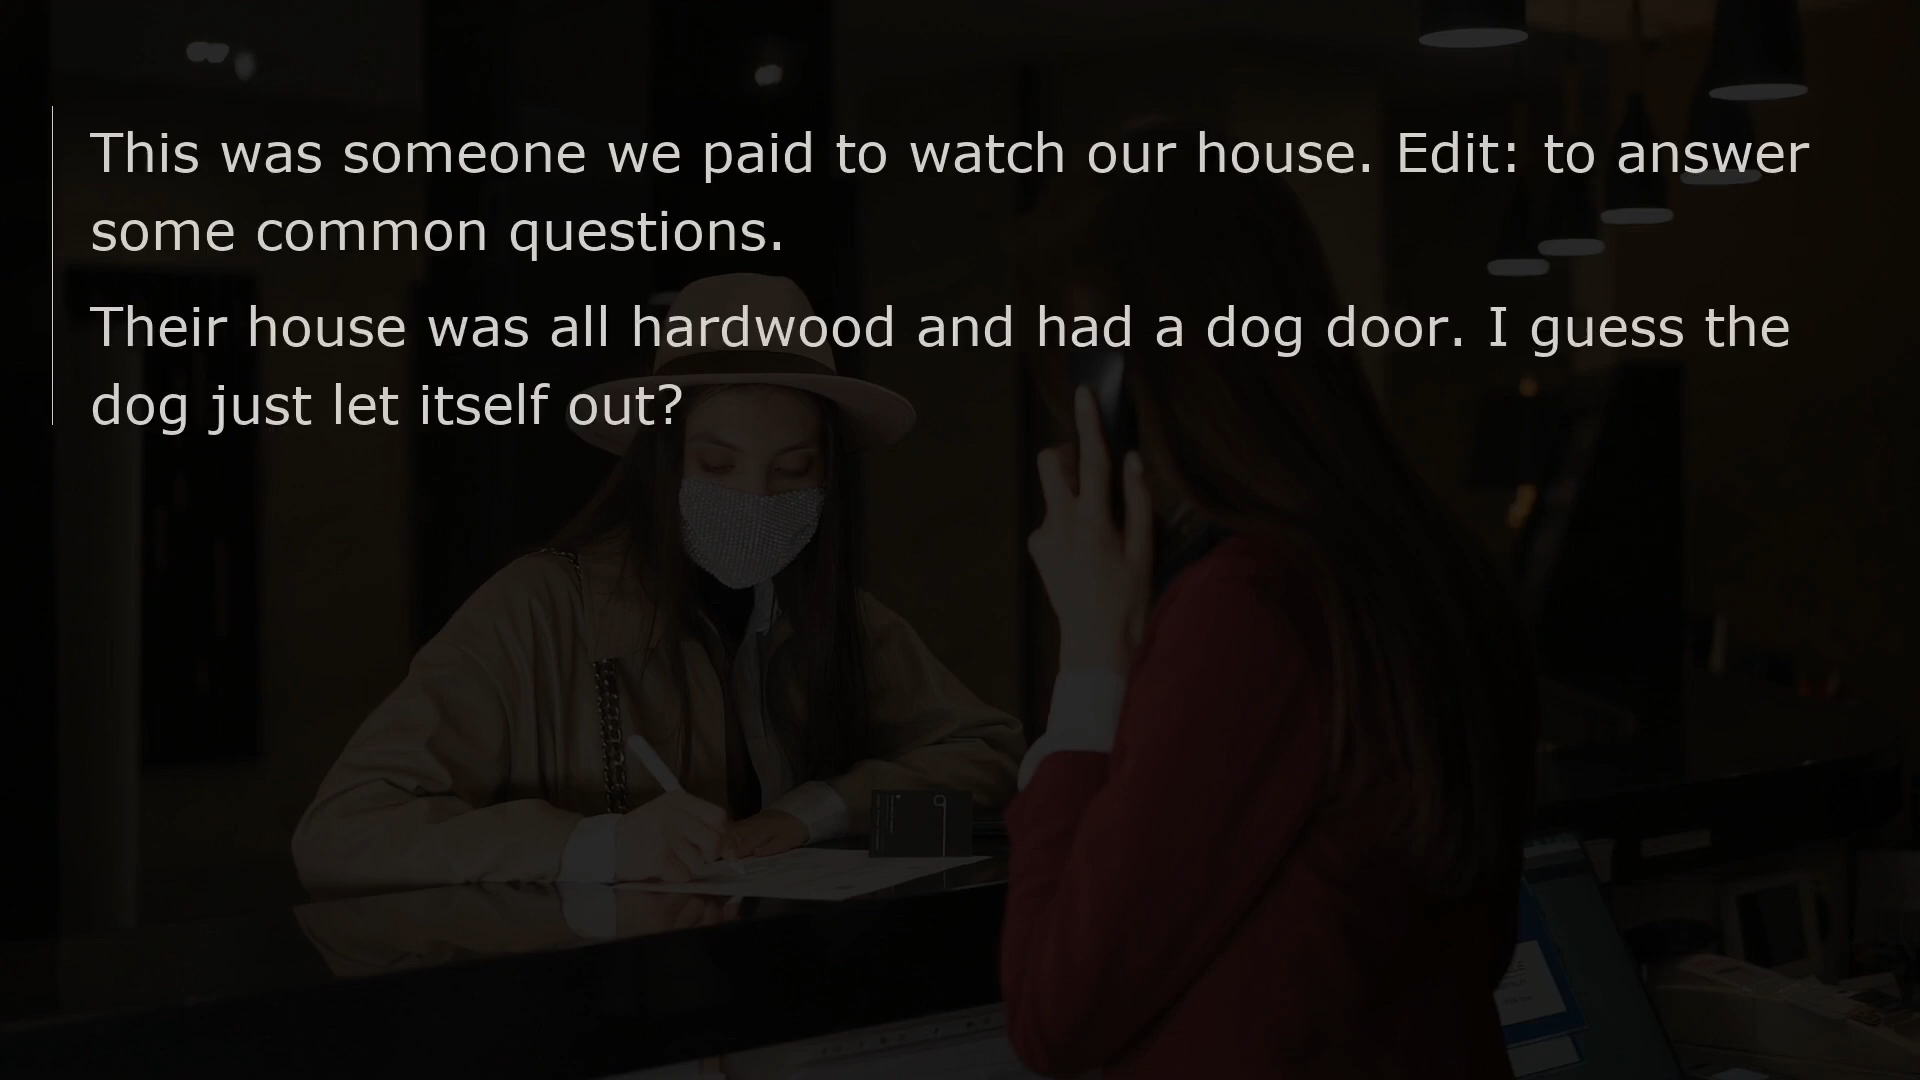 This was someone we paid to watch our house. Edit: to answer
some common questions.
Their house was all hardwood and had a dog door. I guess the
dog just let itself out?